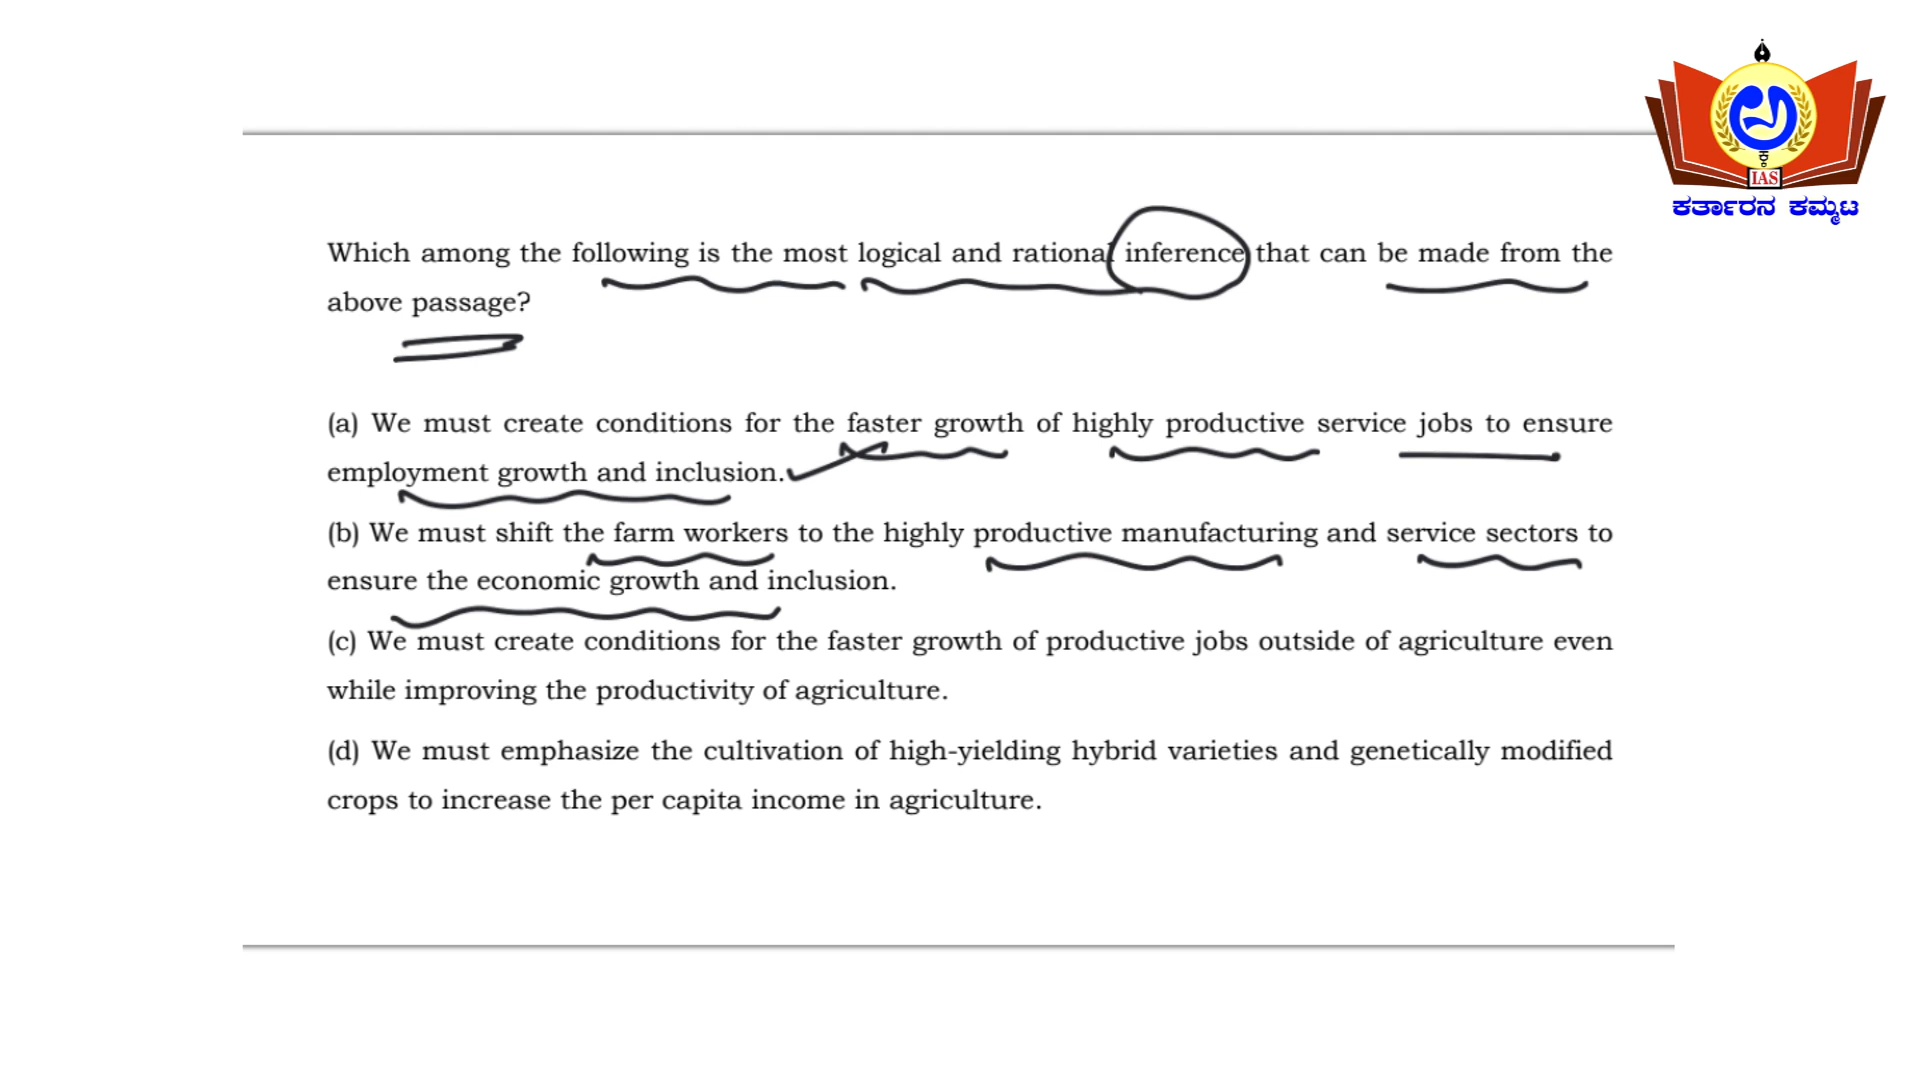 IAS
ಕರ್ತಾರನ ಕಮ್ಮಟ
Which among the following is the most logical and rational inference that can be made from the
above passage?
(a) We must create conditions for the faster growth of highly productive service jobs to ensure
employment growth and inclusion.
(b) We must shift the farm workers to the highly productive manufacturing and service sectors to
ensure the economic growth and inclusion.
(c) We must create conditions for the faster growth of productive jobs outside of agriculture even
while improving the productivity of agriculture.
(d) We must emphasize the cultivation of high-yielding hybrid varieties and genetically modified
crops to increase the per capita income in agriculture.